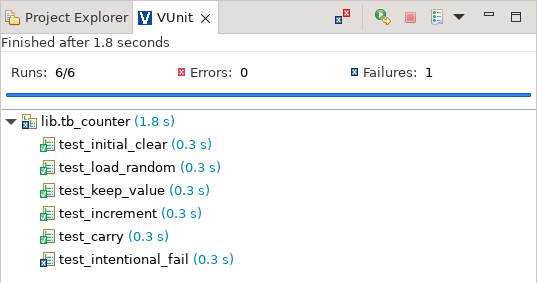 Project Explorer VUnit
Finished after 1.8 seconds
Runs: 6/6 Errors: 0 Failures: 1
lib.tb_counter (1.8 s)
test_initial_clear (0.3 s)
test_load_random (0.3 s)
test_keep_value (0.3 s)
test_increment (0.3 s)
test_carry (0.3 s)
test_intentional_fail (0.3 s)